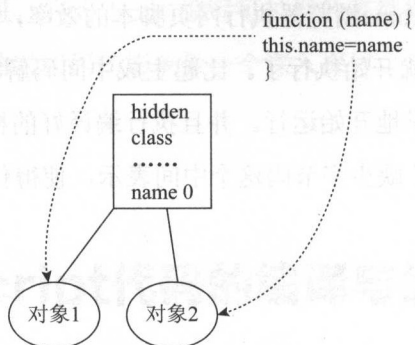 function (name) {
this.name=name
}
hidden
class
……
name 0
对象1
对象2